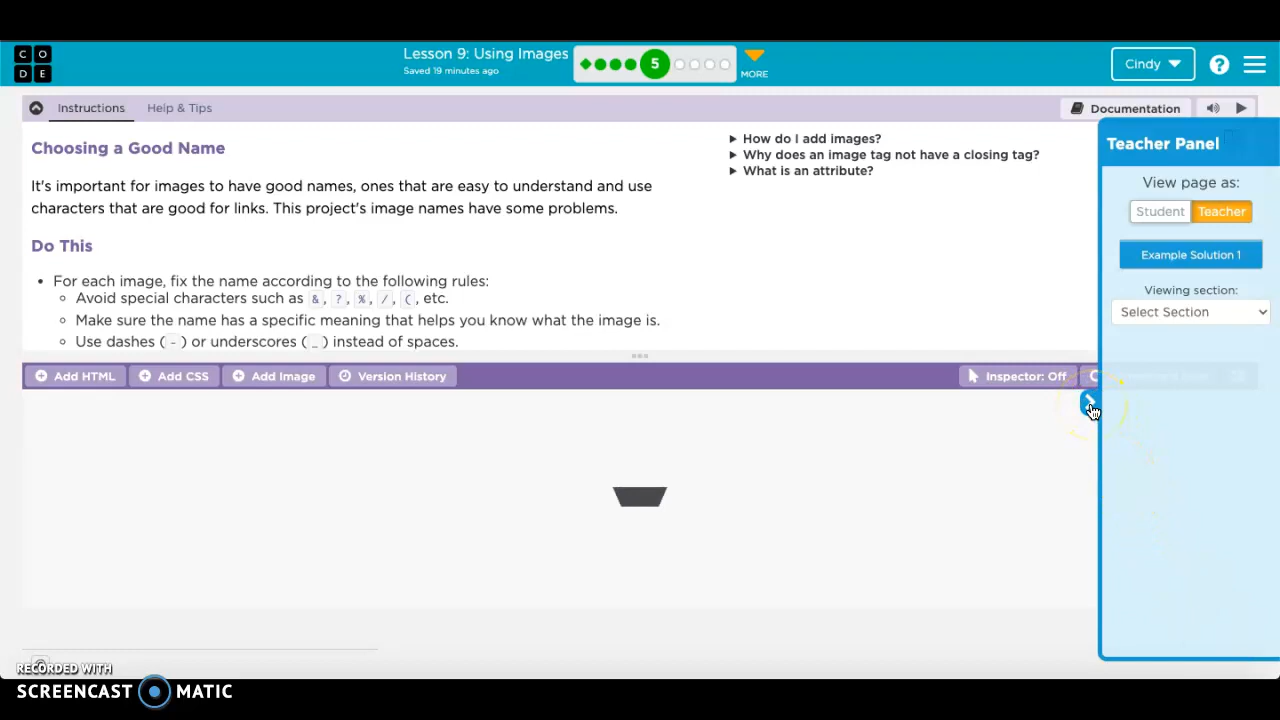 CODE
Lesson 9: Using Images
Saved 19 minutes ago
5
MORE
Cindy
?
Instructions
Help & Tips
Documentation
Choosing a Good Name
It's important for images to have good names, ones that are easy to understand and use
characters that are good for links. This project's image names have some problems.
Do This
• For each image, fix the name according to the following rules:
Avoid special characters such as &, ?, %, /, (, etc.
Make sure the name has a specific meaning that helps you know what the image is.
Use dashes (-) or underscores (_) instead of spaces.
How do I add images?
Why does an image tag not have a closing tag?
What is an attribute?
Teacher Panel
View page as:
Student Teacher
Example Solution 1
Viewing section:
Select Section
Add HTML
Add CSS
Add Image
Version History
Inspector: Off
RECORDED WITH
SCREENCAST MATIC